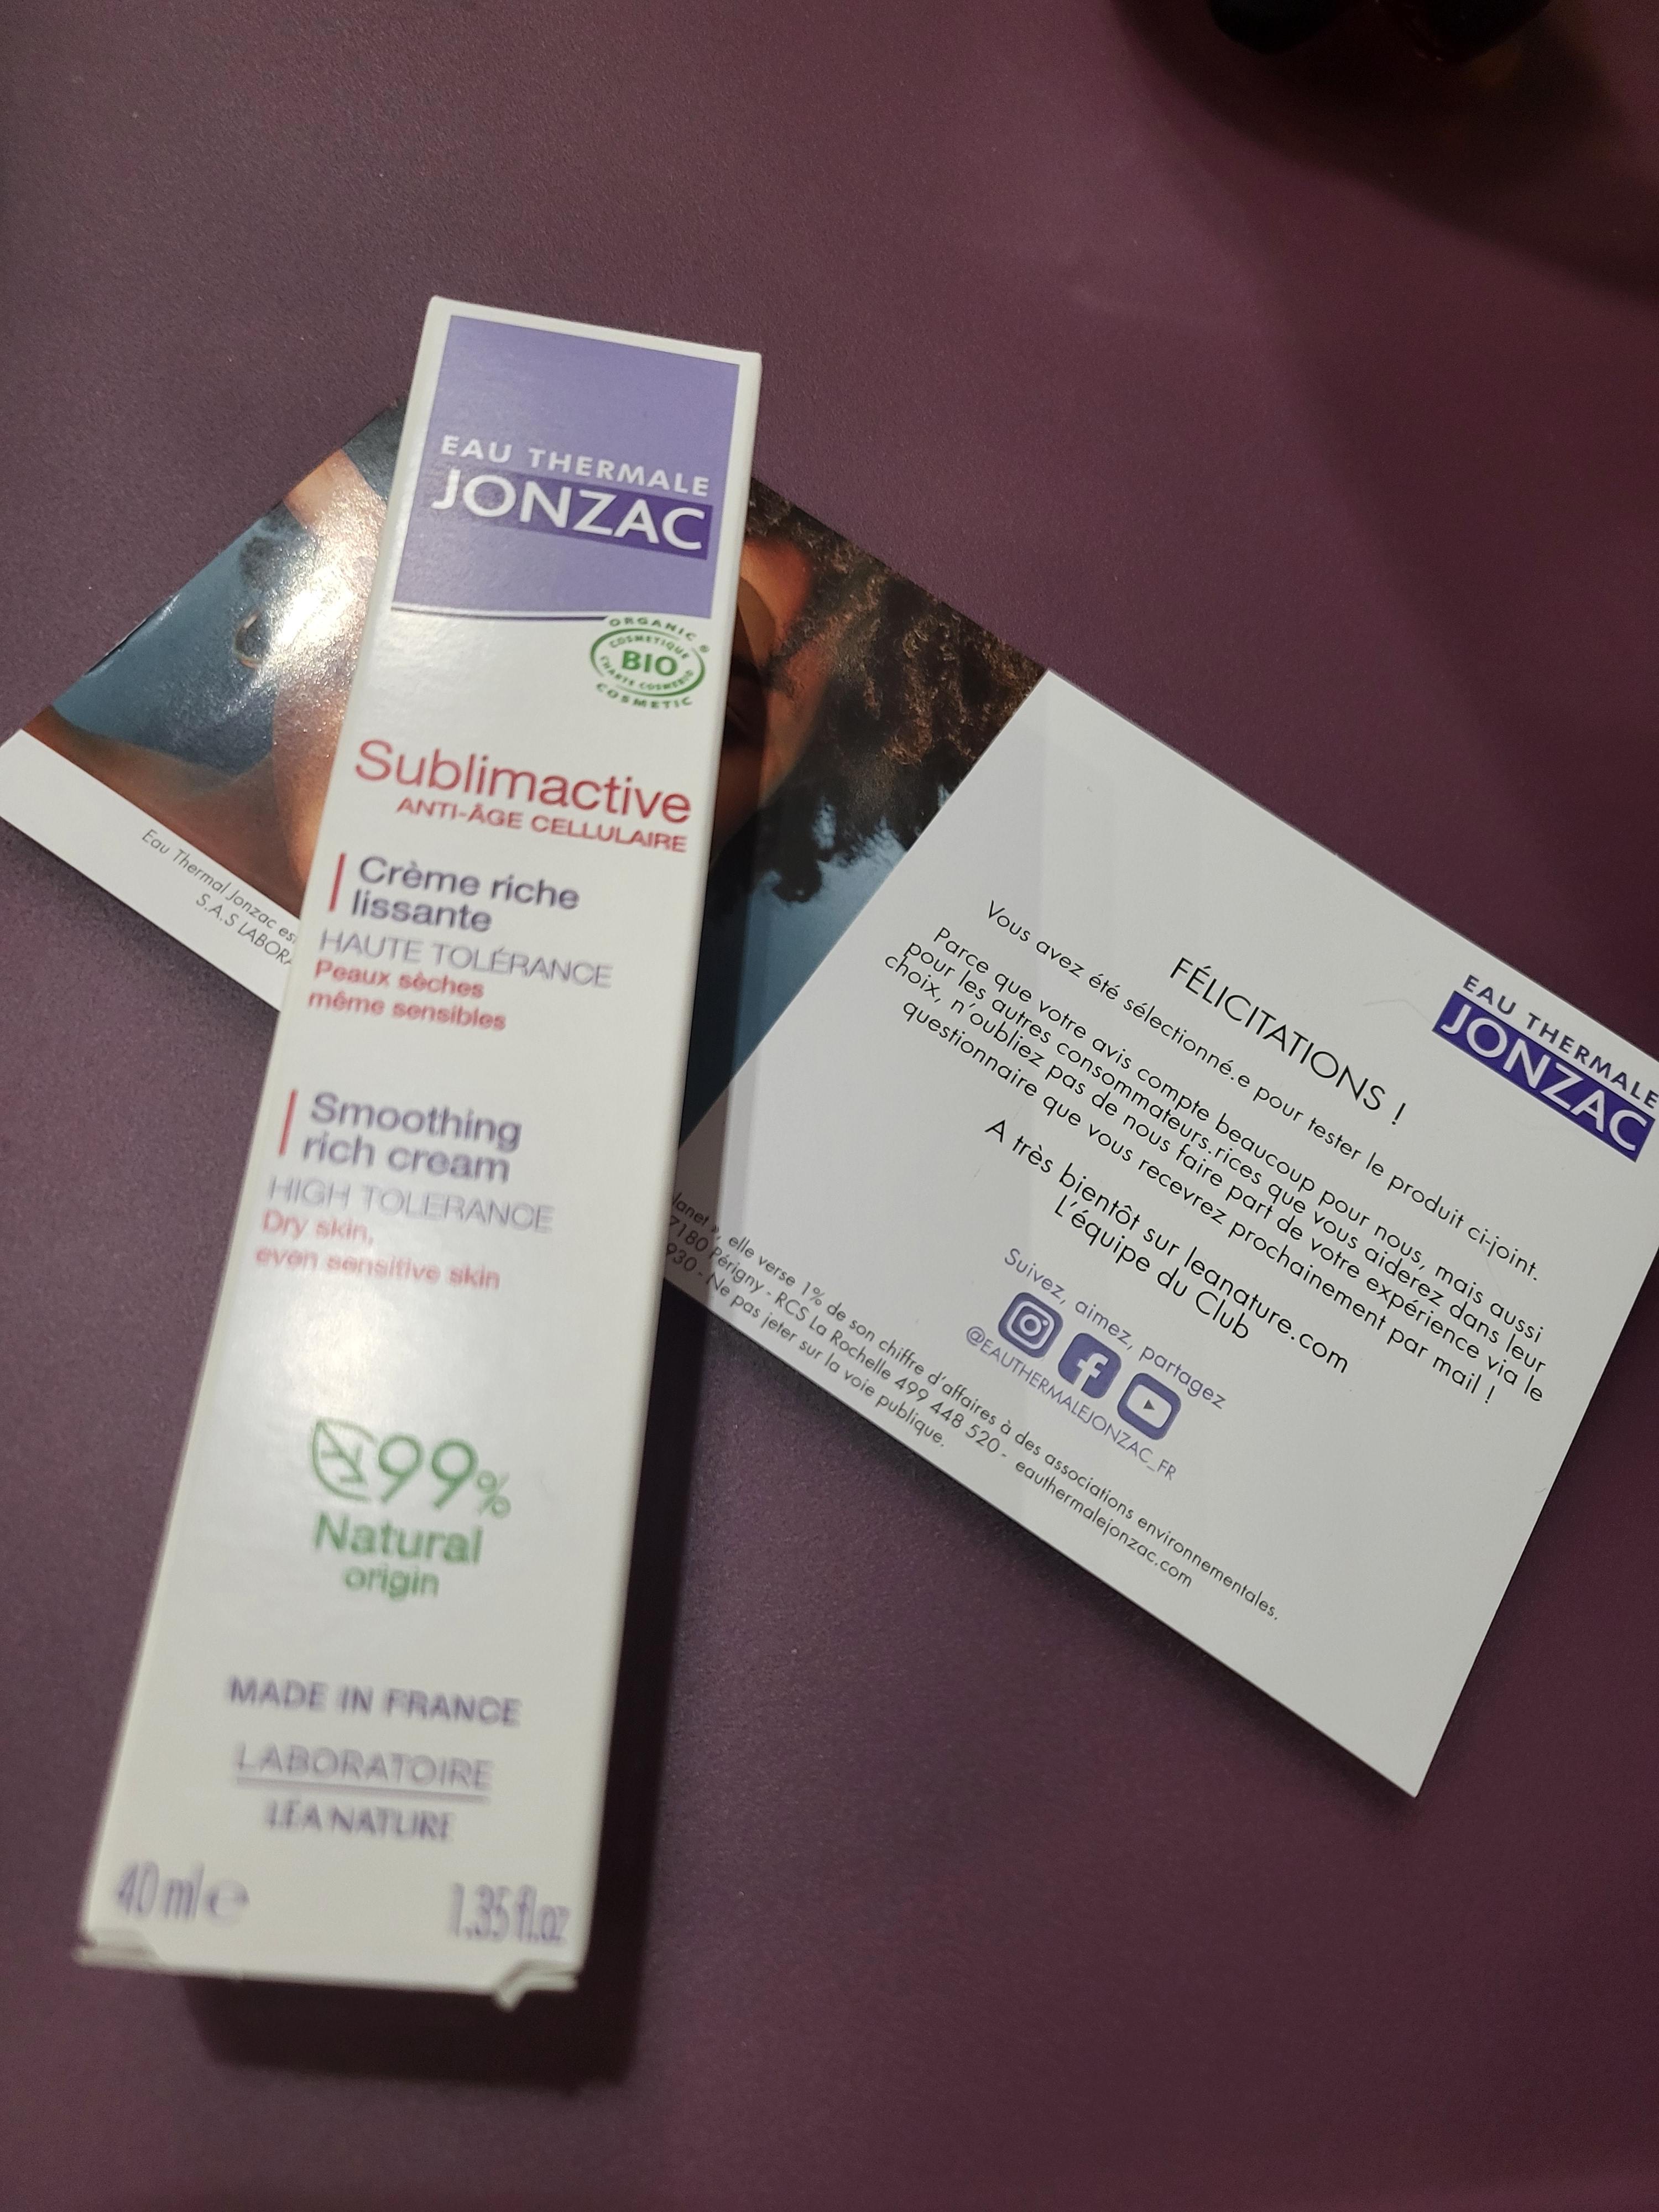 EAU THERMALE
JONZAC
ORGANIC
COSMETIQUE
BIO
CHARTE COSMEBIO
COSMETIC
Sublimactive
ANTI-ÂGE CELLULAIRE
Crème riche
lissante
HAUTE TOLÉRANCE
Peaux sèches
même sensibles
Smoothing
rich cream
HIGH TOLERANCE
Dry skin,
even sensitive skin
99%
Natural
origin
MADE IN FRANCE
LABORATOIRE
LÉA NATURE
40 ml e
1.35 fl.oz
Eau Thermal Jonzac es
S.A.S LABOR
EAU THERMALE
JONZAC
FÉLICITATIONS !
Vous avez été sélectionné.e pour tester le produit ci-joint.
Parce que votre avis compte beaucoup pour nous, mais aussi
pour les autres consommateurs.rices que vous aiderez dans leur
choix, n'oubliez pas de nous faire part de votre expérience via le
questionnaire que vous recevrez prochainement par mail !
A très bientôt sur leanature.com
L'équipe du Club
Suivez, aimez, partagez
@EAUTHERMALEJONZAC_FR
lanet », elle verse 1% de son chiffre d'affaires à des associations environnementales.
7180 Périgny - RCS La Rochelle 499 448 520 - eauthermalejonzac.com
930 - Ne pas jeter sur la voie publique.